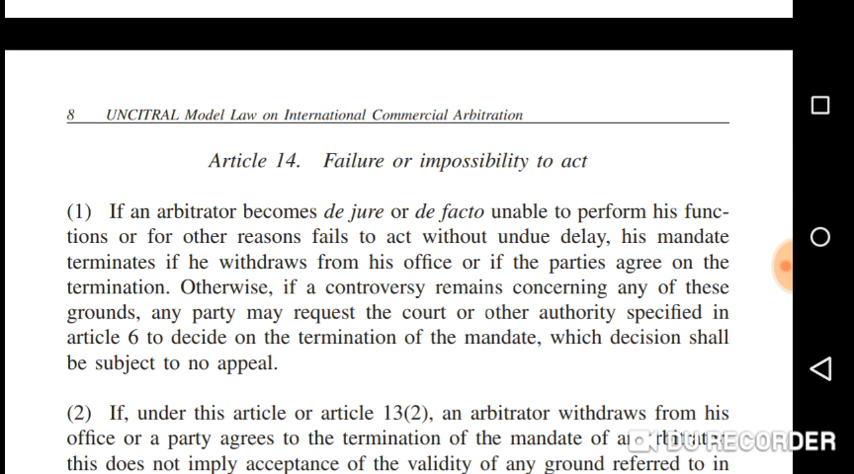 8 UNCITRAL Model Law on International Commercial Arbitration
Article 14. Failure or impossibility to act
(1) If an arbitrator becomes de jure or de facto unable to perform his func-
tions or for other reasons fails to act without undue delay, his mandate
terminates if he withdraws from his office or if the parties agree on the
termination. Otherwise, if a controversy remains concerning any of these
grounds, any party may request the court or other authority specified in
article 6 to decide on the termination of the mandate, which decision shall
be subject to no appeal.
(2) If, under this article or article 13(2), an arbitrator withdraws from his
office or a party agrees to the termination of the mandate of an
DU RECORDER
this does not imply acceptance of the validity of any ground referred to in